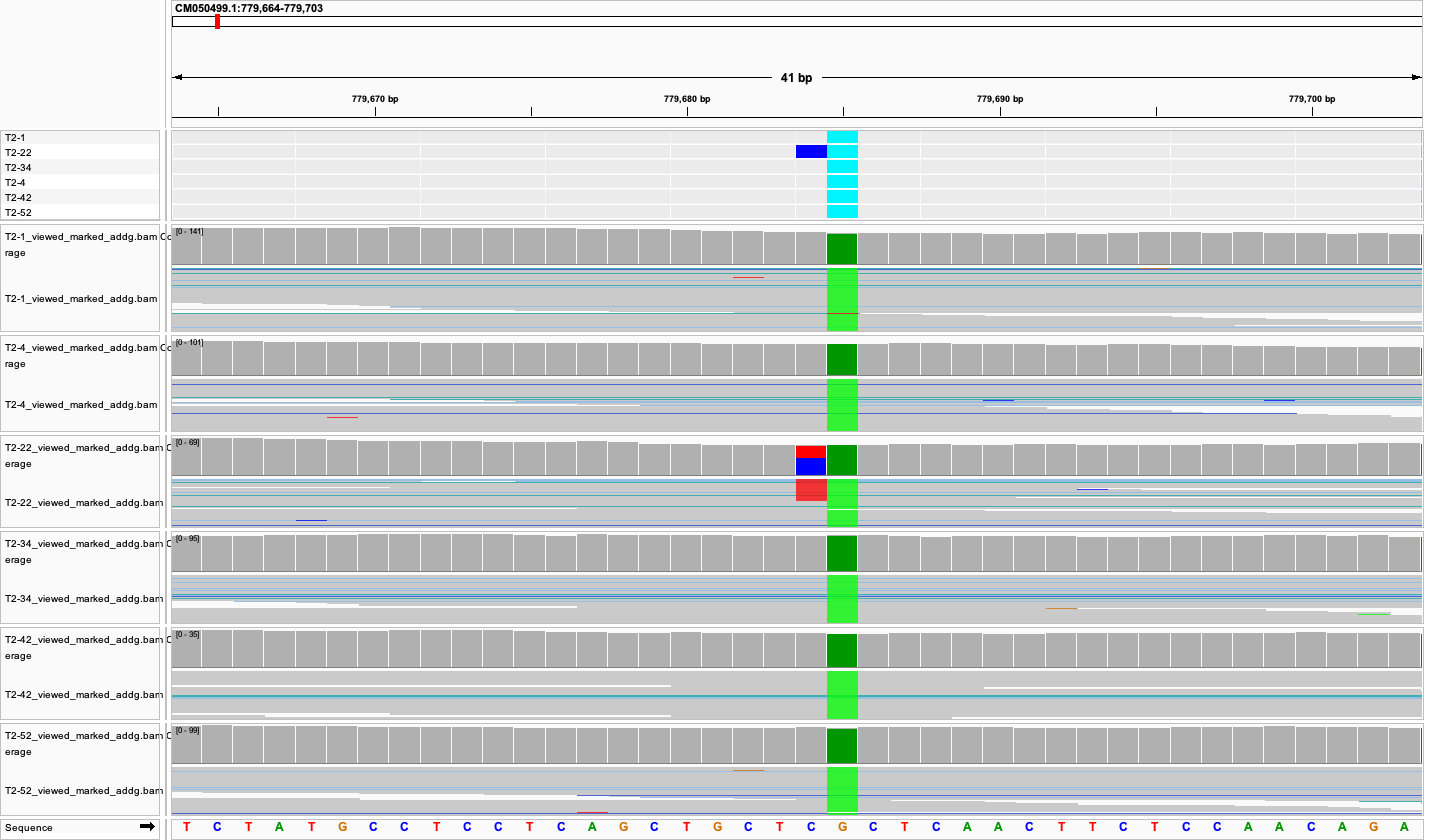 CM050499.1:779,664-779,703
41 bp
779,670 bp 779,680 bp 779,690 bp 779,700 bp
T2-1
T2-22
T2-34
T2-4
T2-42
T2-52
T2-1_viewed_marked_addg.bam Co
rage
[0 - 141]
T2-1_viewed_marked_addg.bam
T2-4_viewed_marked_addg.bam Co
rage
[0 - 101]
T2-4_viewed_marked_addg.bam
T2-22_viewed_marked_addg.bam C
erage
[0 - 69]
T2-22_viewed_marked_addg.bam
T2-34_viewed_marked_addg.bam C
erage
[0 - 95]
T2-34_viewed_marked_addg.bam
T2-42_viewed_marked_addg.bam C
erage
[0 - 35]
T2-42_viewed_marked_addg.bam
T2-52_viewed_marked_addg.bam C
erage
[0 - 99]
T2-52_viewed_marked_addg.bam
Sequence T C T A T G C C T C C T C A G C T G C T C G C T C A A C T T C T C C A A C A G A